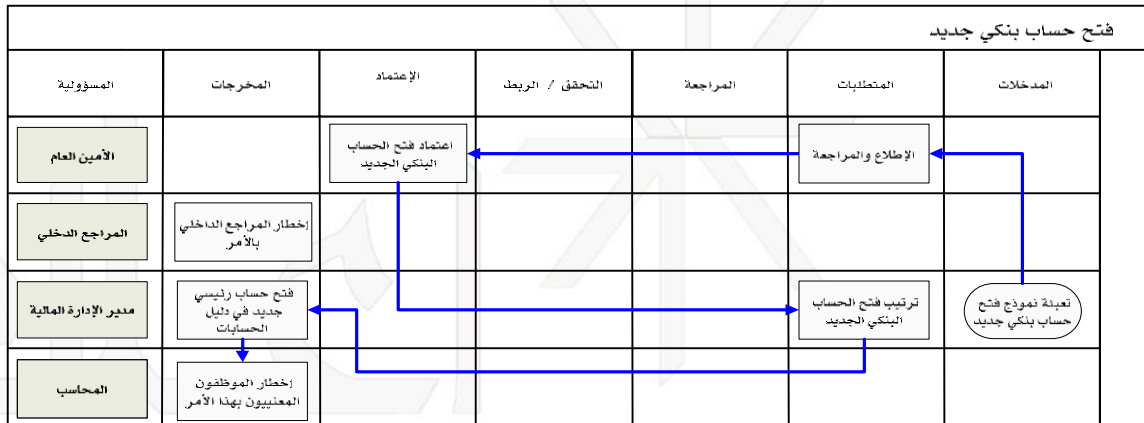 فتح حساب بنكي جديد
المدخلات
المتطلبات
المراجعة
التحقق / الربط
الإعتماد
المخرجات
المسؤولية
الإطلاع والمراجعة
اعتماد فتح الحساب
البنكي الجديد
الأمين العام
إخطار المراجع الداخلي
بالأمر
المراجع الدخلي
تعبئة نموذج فتح
حساب بنكي جديد
ترتيب فتح الحساب
البنكي الجديد
فتح حساب رئيسي
جديد في دليل
الحسابات
مدير الإدارة المالية
إخطار الموظفون
المعنييون بهذا الأمر
المحاسب